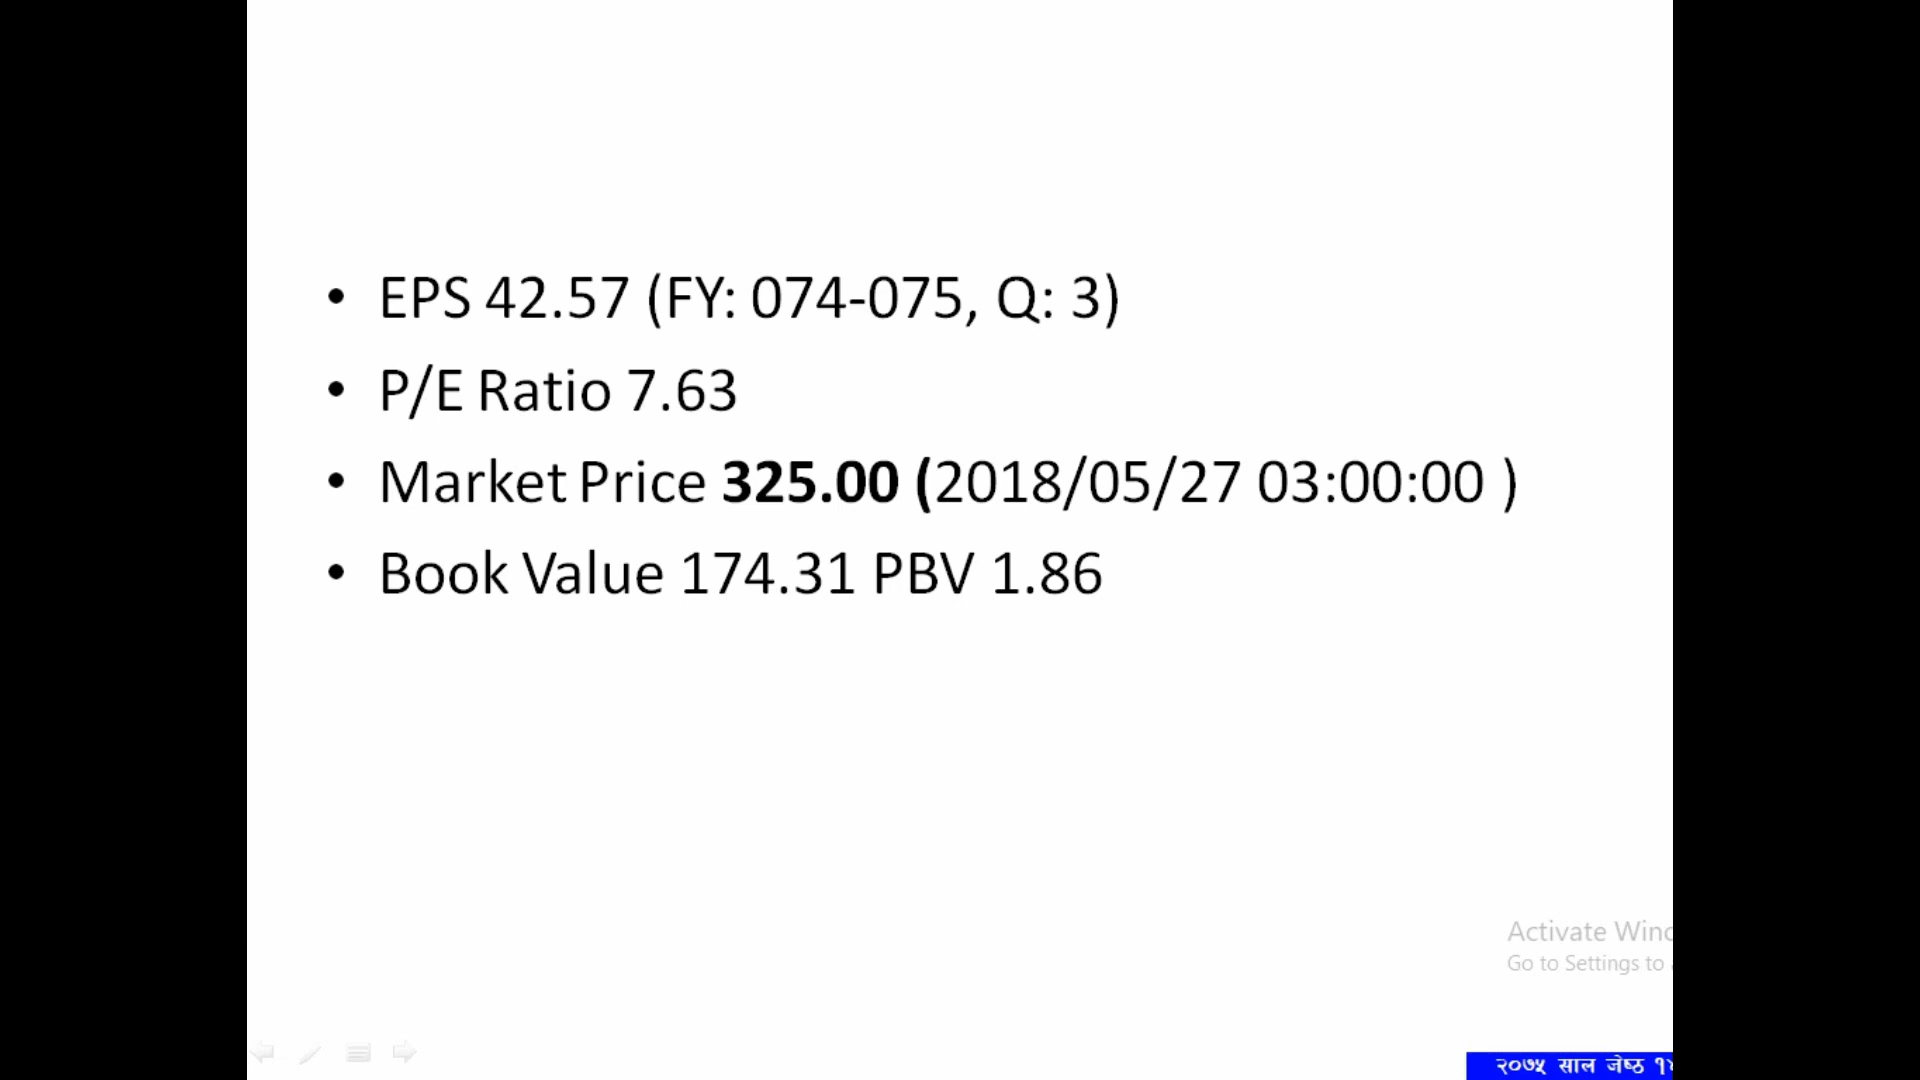 • EPS 42.57 (FY: 074-075, Q: 3)
• P/E Ratio 7.63
• Market Price 325.00 (2018/05/27 03:00:00 )
• Book Value 174.31 PBV 1.86
Activate
Go to Settings to
२०७५ साल जेष्ठ